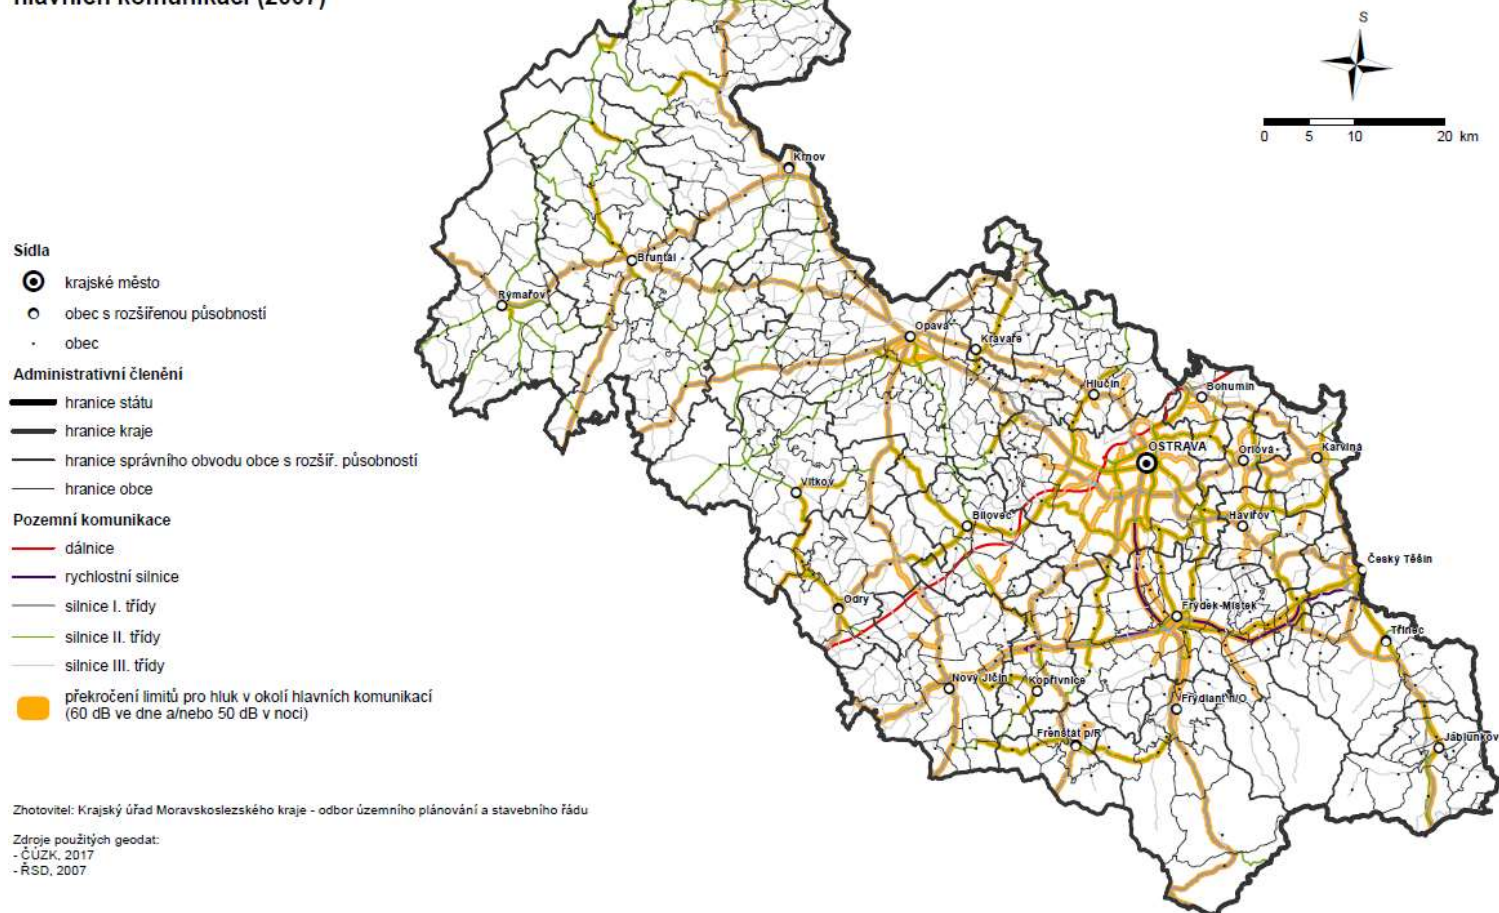 hlavních komunikací (2007)
S
0 5 10 20 km
Krnov
Bruntál
Rýmařov
Opava
Kravaře
Hlučín
Bohumín
OSTRAVA
Orlová
Karviná
Vítkov
Bílovec
Havířov
Český Těšín
Odry
Frýdek-Místek
Třinec
Nový Jičín
Kopřivnice
Frýdlant n/O
Frenštát p/R
Jablunkov
Sídla
krajské město
obec s rozšířenou působností
obec
Administrativní členění
hranice státu
hranice kraje
hranice správního obvodu obce s rozšíř. působností
hranice obce
Pozemní komunikace
dálnice
rychlostní silnice
silnice I. třídy
silnice II. třídy
silnice III. třídy
překročení limitů pro hluk v okolí hlavních komunikací
(60 dB ve dne a/nebo 50 dB v noci)
Zhotovitel: Krajský úřad Moravskoslezského kraje - odbor územního plánování a stavebního řádu
Zdroje použitých geodat:
- ČÚZK, 2017
- ŘSD, 2007